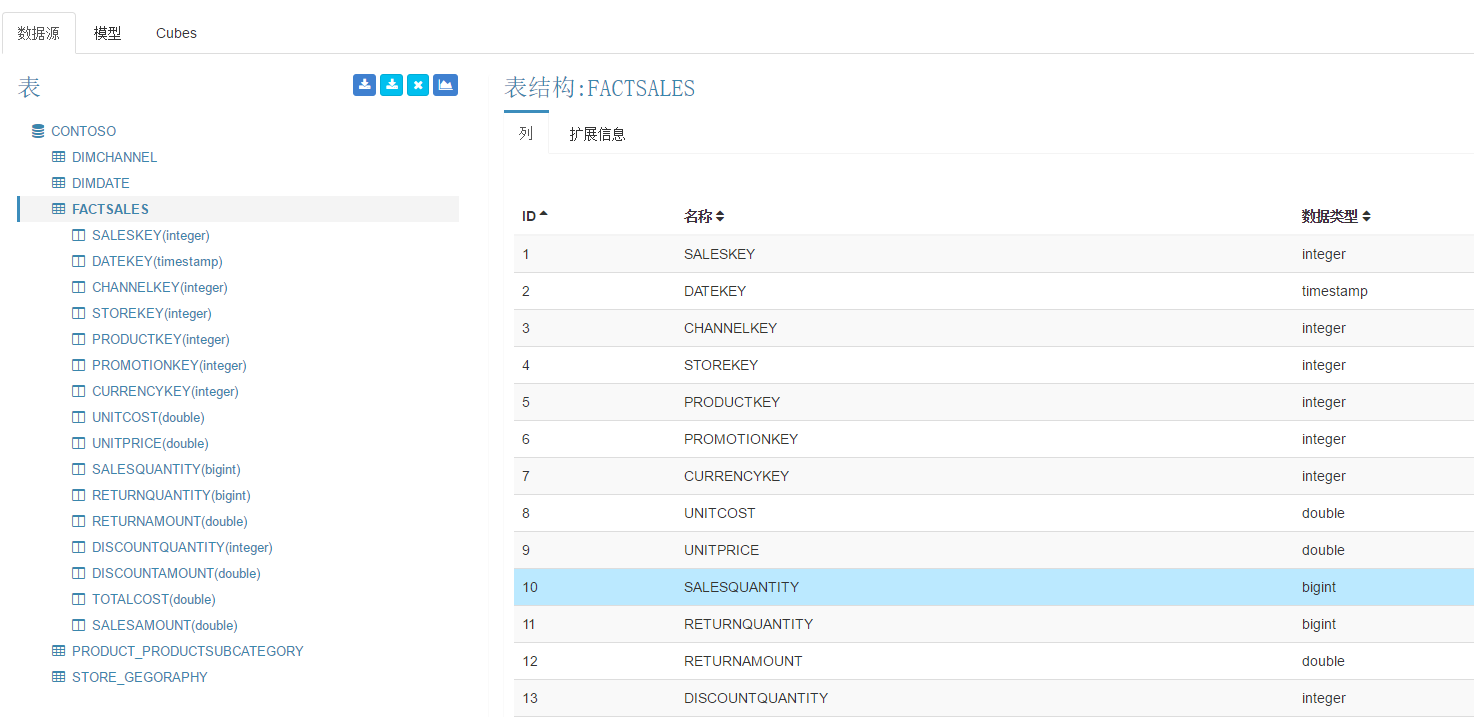 数据源 模型 Cubes
表
CONTOSO
DIMCHANNEL
DIMDATE
FACTSALES
SALESKEY(integer)
DATEKEY(timestamp)
CHANNELKEY(integer)
STOREKEY(integer)
PRODUCTKEY(integer)
PROMOTIONKEY(integer)
CURRENCYKEY(integer)
UNITCOST(double)
UNITPRICE(double)
SALESQUANTITY(bigint)
RETURNQUANTITY(bigint)
RETURNAMOUNT(double)
DISCOUNTQUANTITY(integer)
DISCOUNTAMOUNT(double)
TOTALCOST(double)
SALESAMOUNT(double)
PRODUCT_PRODUCTSUBCATEGORY
STORE_GEGORAPHY
表结构:FACTSALES
列 扩展信息
ID 名称 数据类型
1 SALESKEY integer
2 DATEKEY timestamp
3 CHANNELKEY integer
4 STOREKEY integer
5 PRODUCTKEY integer
6 PROMOTIONKEY integer
7 CURRENCYKEY integer
8 UNITCOST double
9 UNITPRICE double
10 SALESQUANTITY bigint
11 RETURNQUANTITY bigint
12 RETURNAMOUNT double
13 DISCOUNTQUANTITY integer